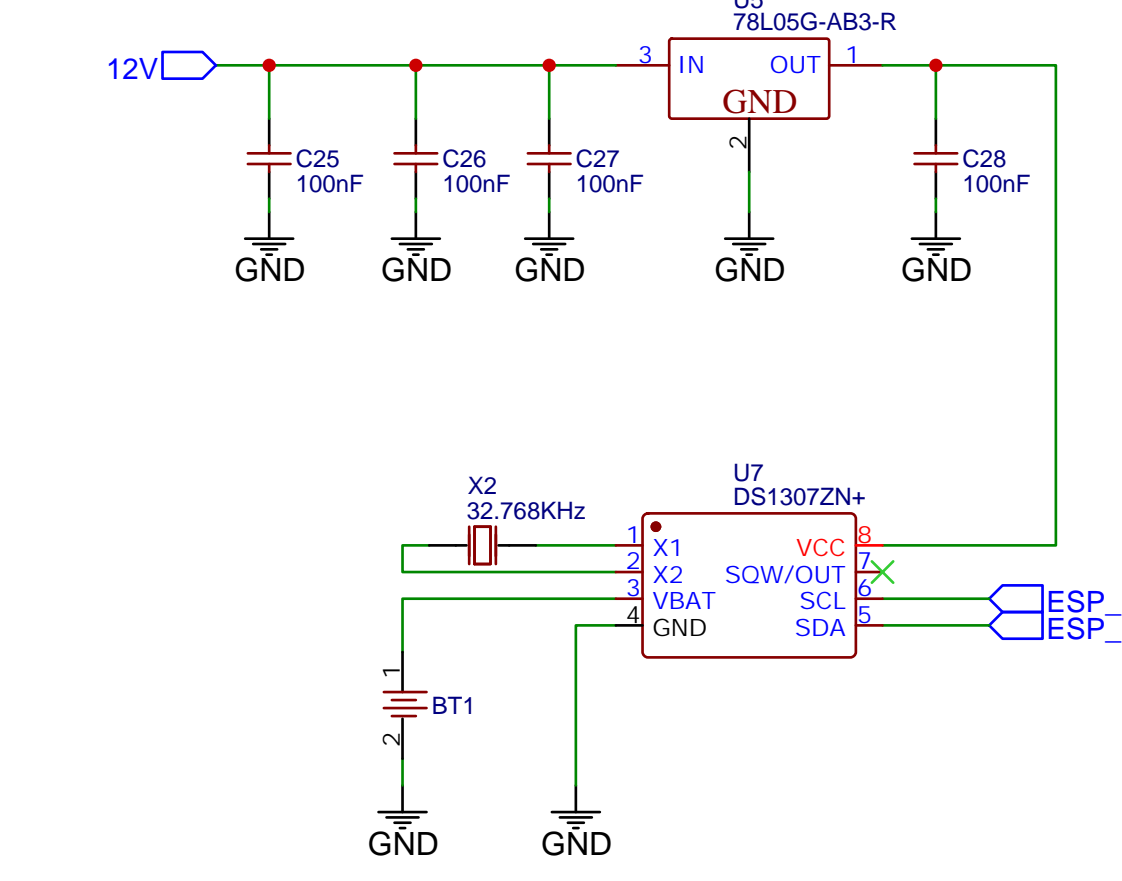 U5
78L05G-AB3-R
12V
3
IN
OUT
1
GND
2
C25
100nF
C26
100nF
C27
100nF
C28
100nF
GND
GND
GND
GND
GND
U7
DS1307ZN+
X2
32.768KHz
1
X1
VCC
8
2
X2
SQW/OUT
7
3
VBAT
SCL
6
ESP_
4
GND
SDA
5
ESP_
1
BT1
2
GND
GND